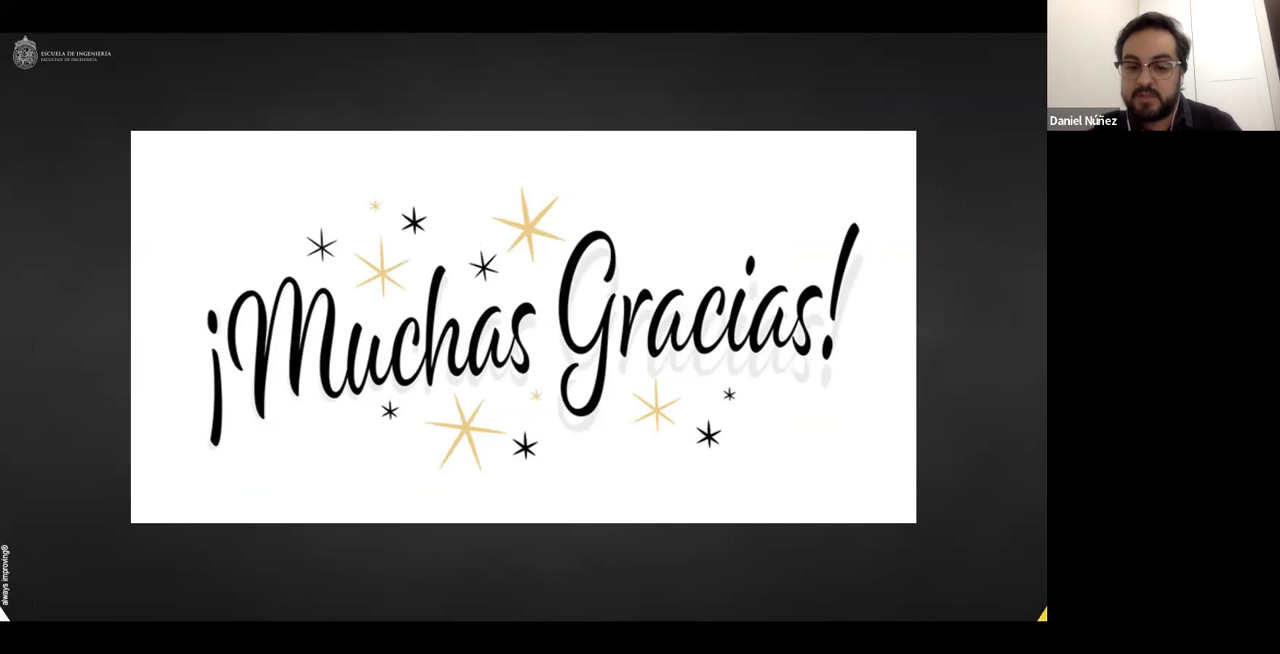 ESCUELA DE INGENIERÍA
FACULTAD DE INGENIERÍA
Daniel Núñez
¡Muchas Gracias!
always improving®